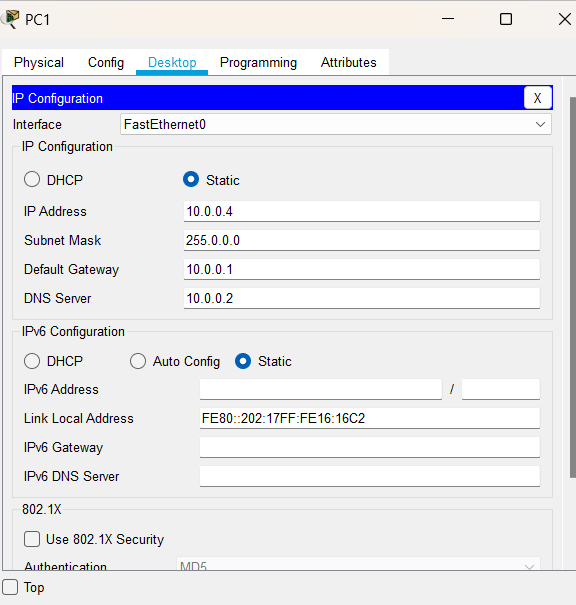 PC1
Physical Config Desktop Programming Attributes
IP Configuration X
Interface FastEthernet0
IP Configuration
DHCP Static
IP Address 10.0.0.4
Subnet Mask 255.0.0.0
Default Gateway 10.0.0.1
DNS Server 10.0.0.2
IPv6 Configuration
DHCP Auto Config Static
IPv6 Address /
Link Local Address FE80::202:17FF:FE16:16C2
IPv6 Gateway
IPv6 DNS Server
802.1X
Use 802.1X Security
Authentication MD5
Top